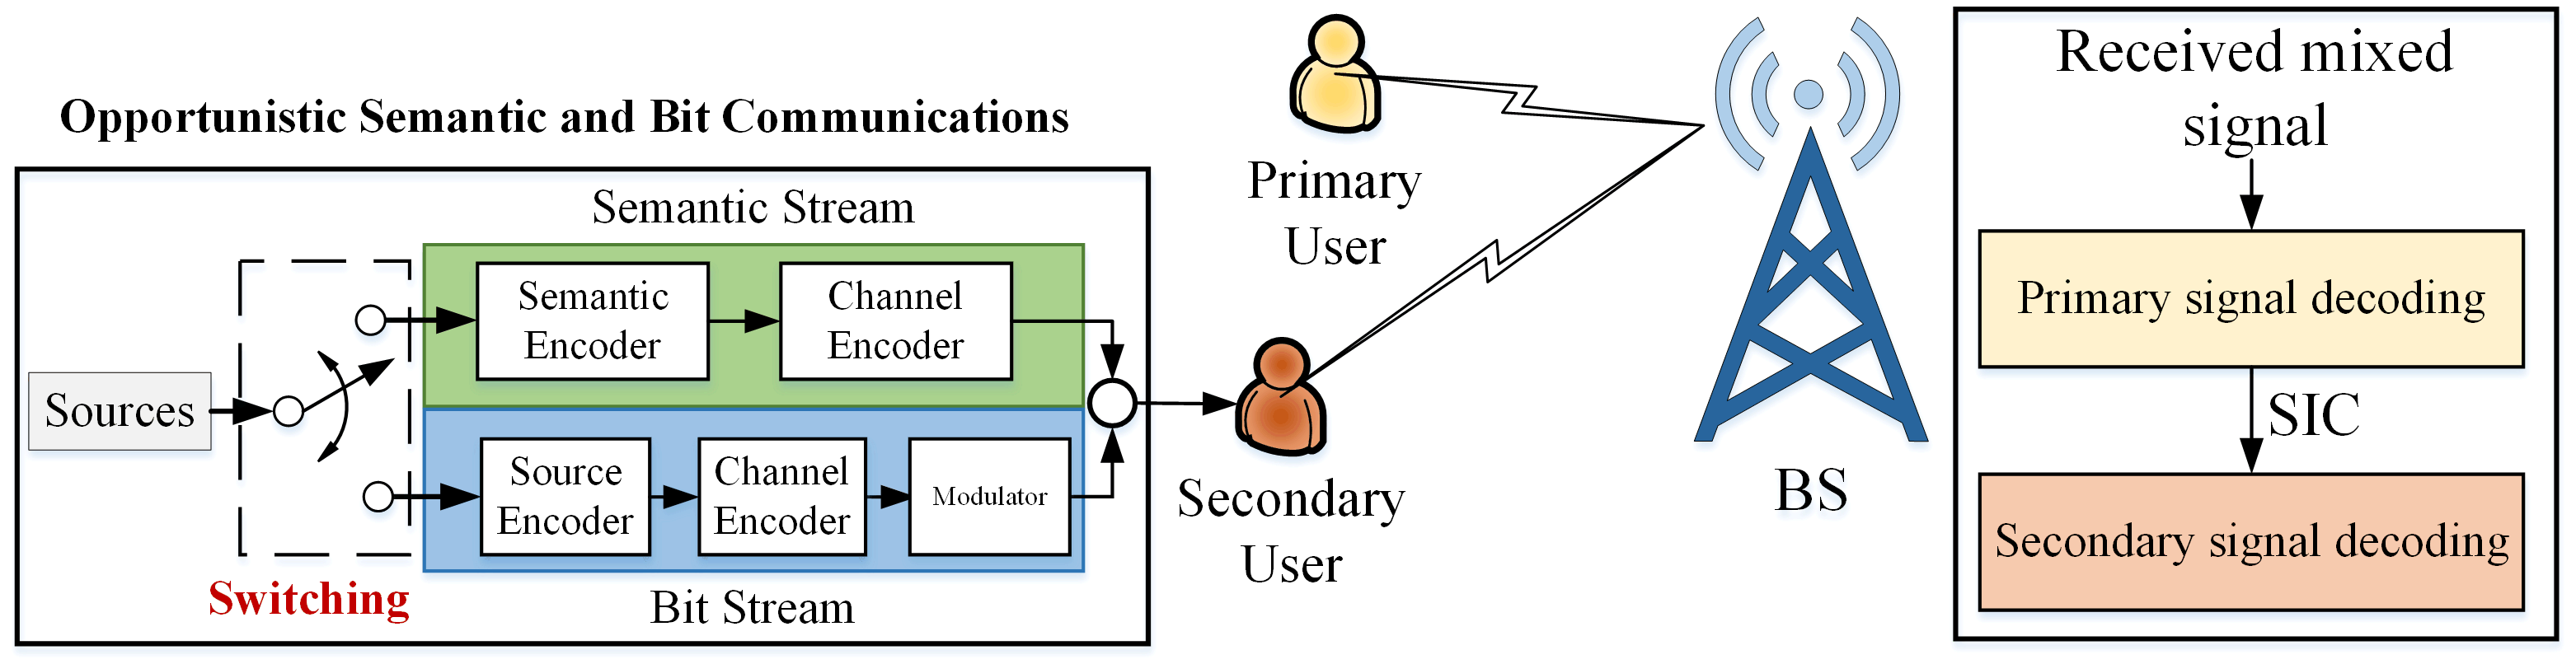 Opportunistic Semantic and Bit Communications
Semantic Stream
Semantic
Encoder
Channel
Encoder
Sources
Source
Encoder
Channel
Encoder
Modulator
Switching
Bit Stream
Primary
User
Secondary
User
BS
Received mixed
signal
Primary signal decoding
SIC
Secondary signal decoding